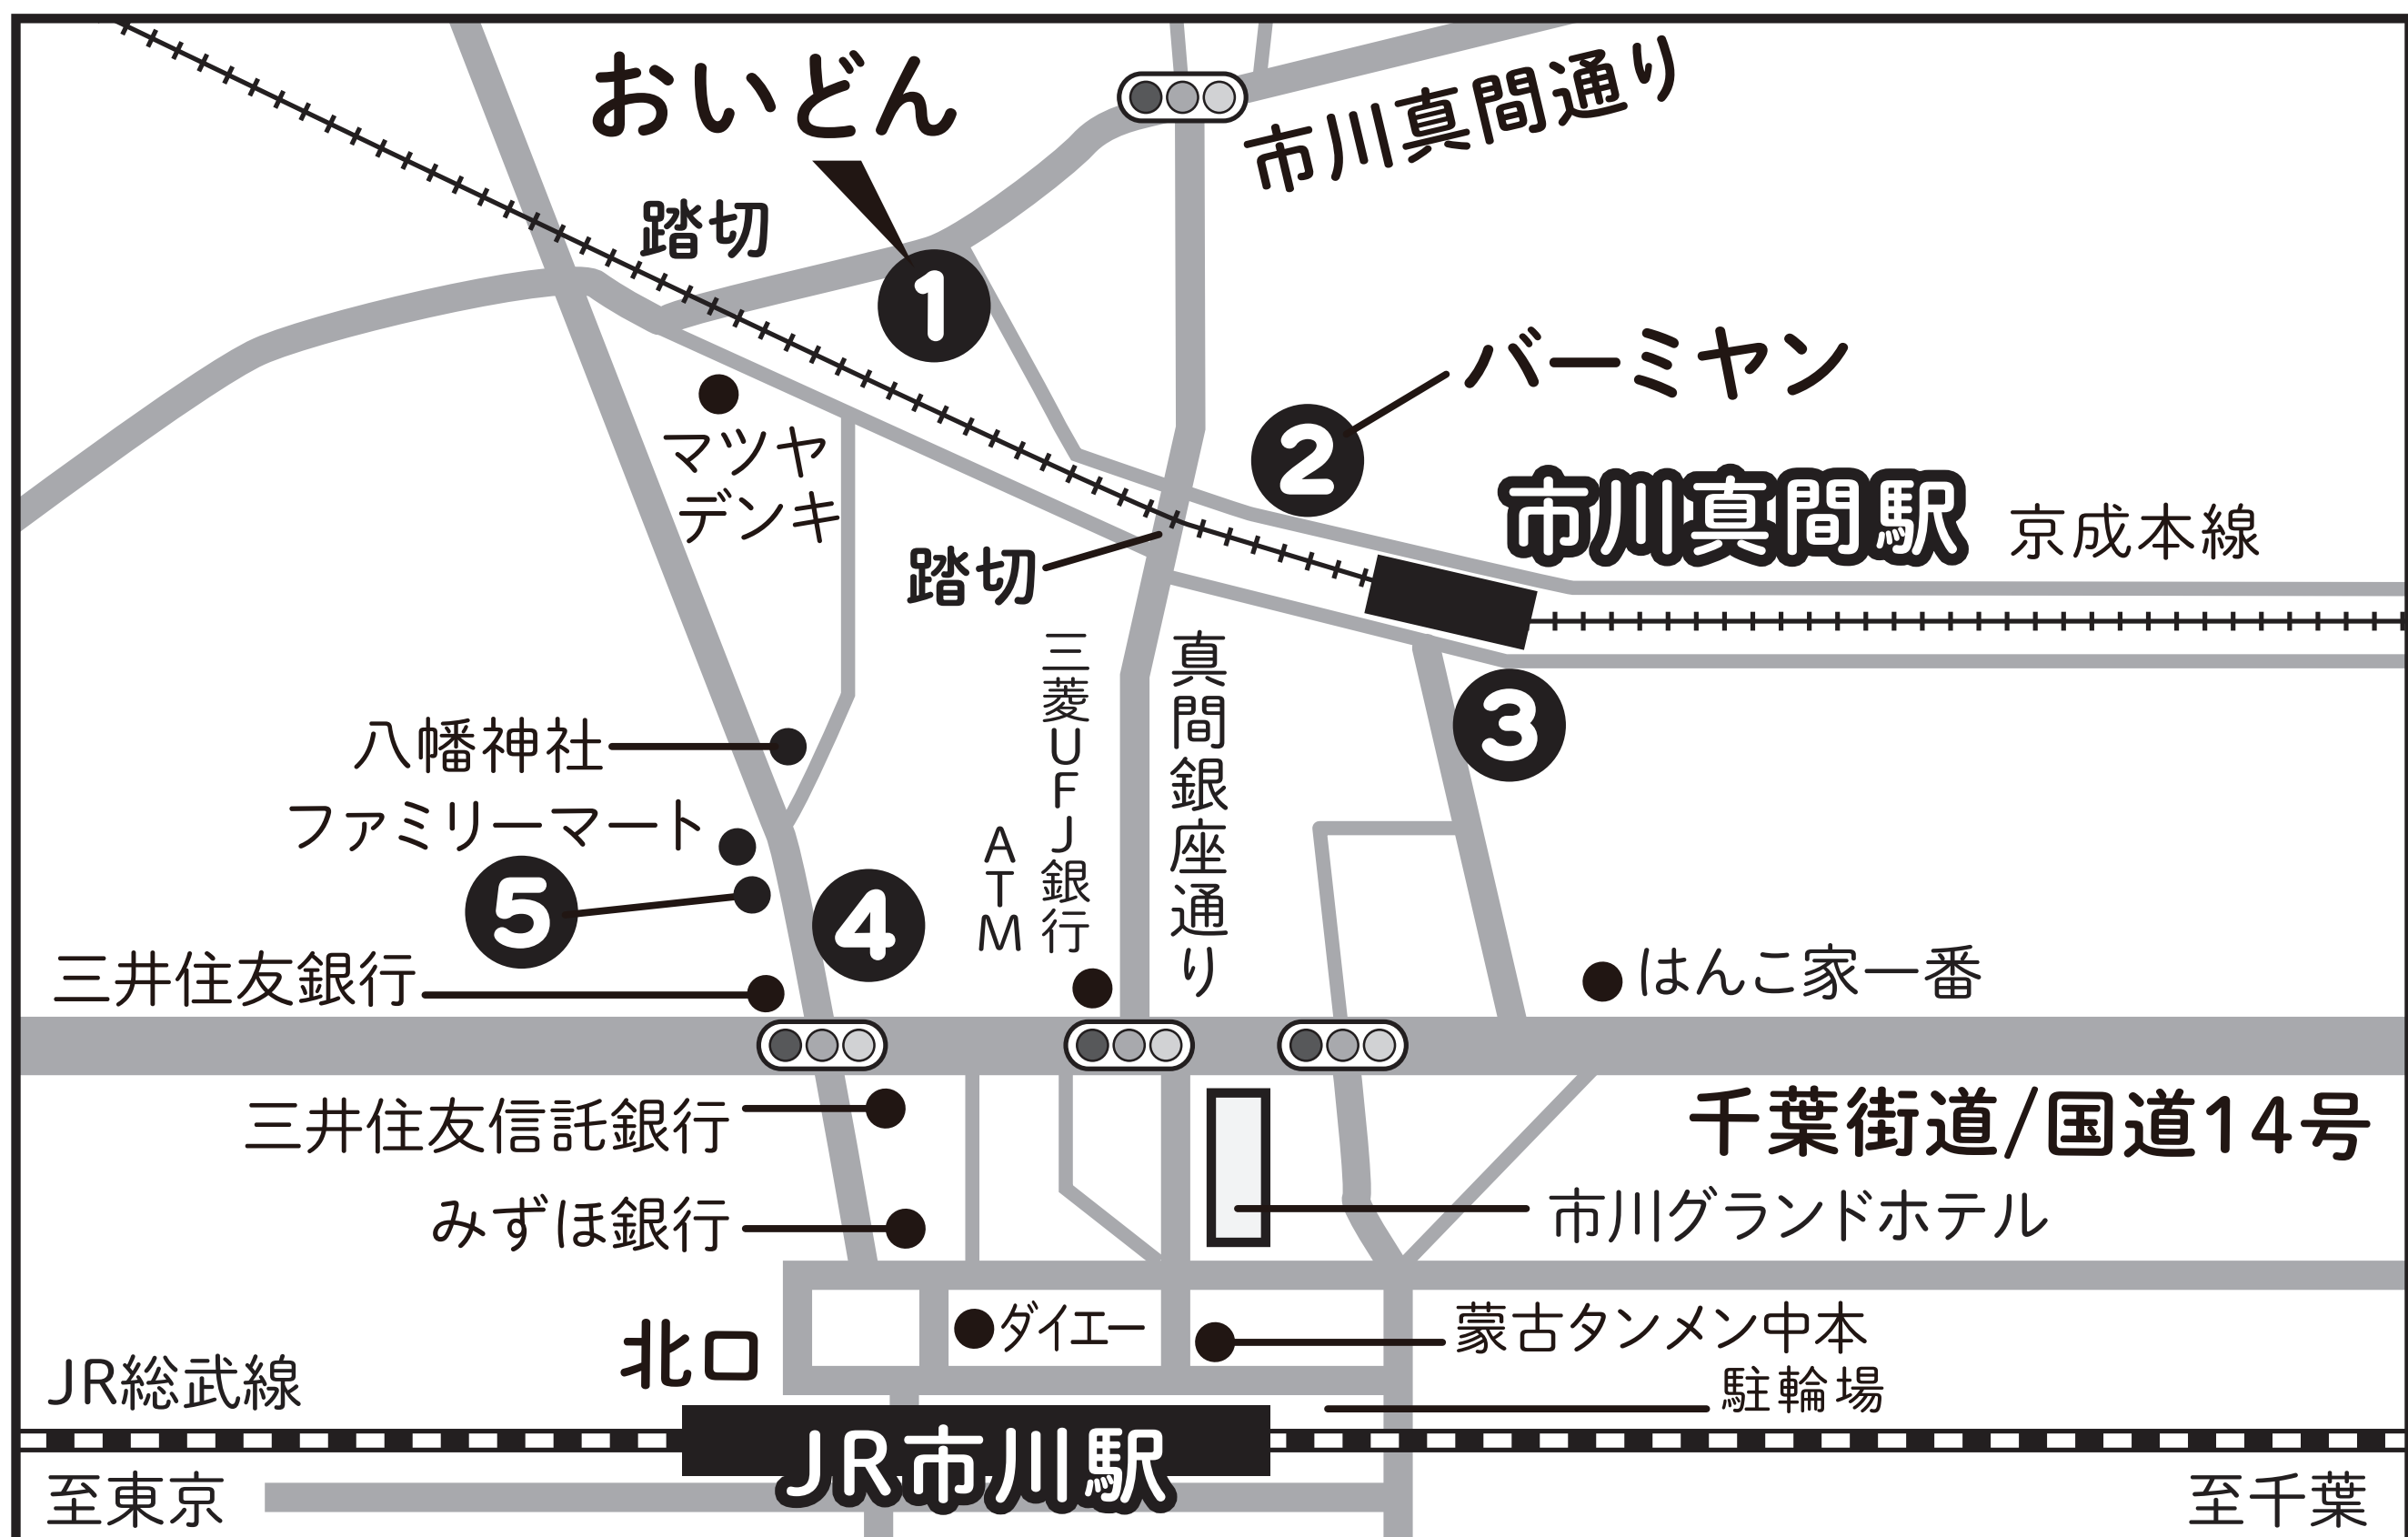 おいどん
市川真間通り
踏切
1
バーミヤン
2
マツヤ
デンキ
市川真間駅
京成本線
踏切
3
三菱UFJ銀行
ATM
真間銀座通り
八幡神社
ファミリーマート
5
4
三井住友銀行
はんこ家一番
三井住友信託銀行
千葉街道/国道14号
みずほ銀行
市川グランドホテル
北口
ダイエー
蒙古タンメン中本
JR総武線
駐輪場
JR市川駅
至東京
至千葉